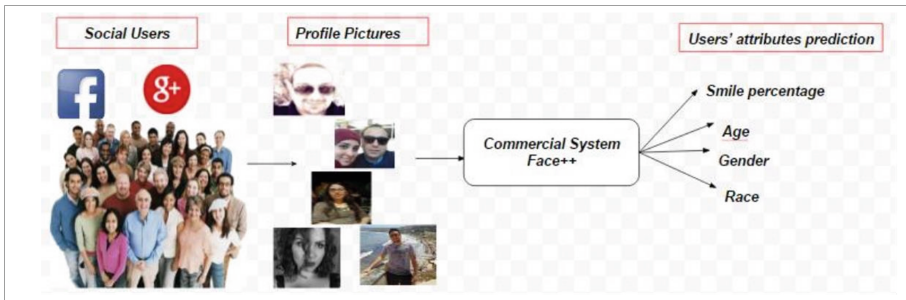 Social Users
Profile Pictures
Users' attributes prediction
f
g+
Commercial System
Face++
Smile percentage
Age
Gender
Race